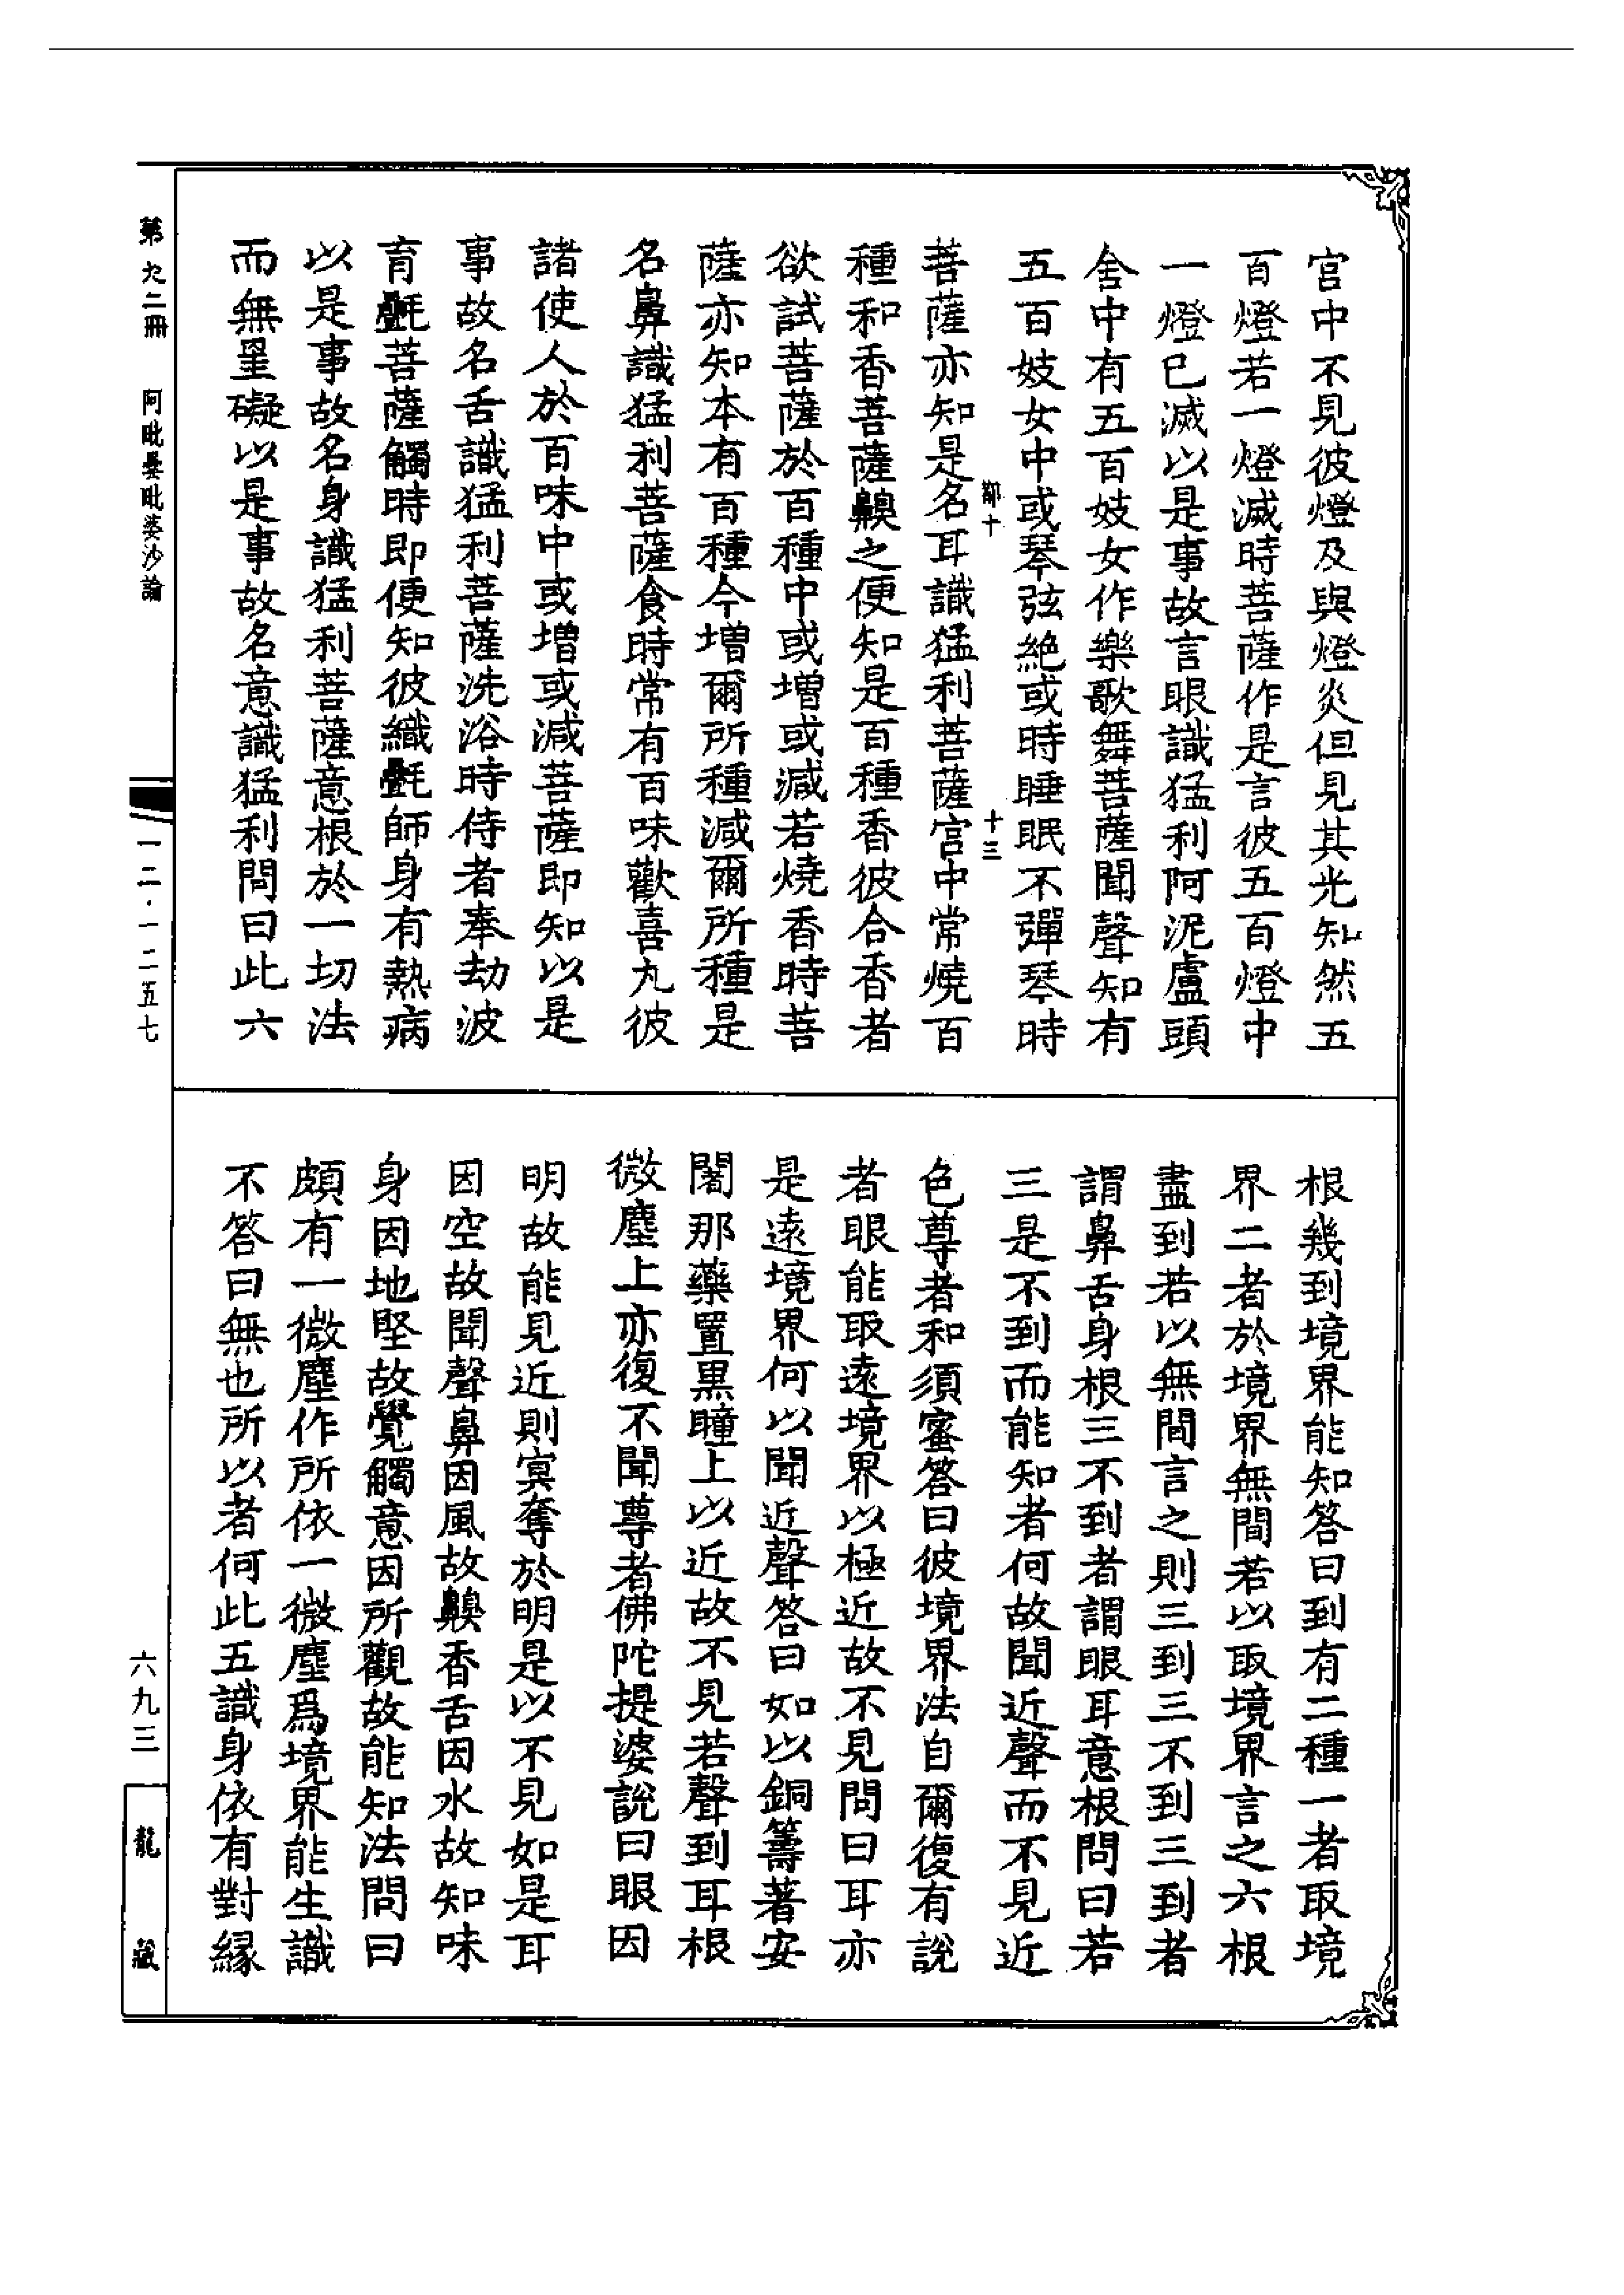 宮中不見彼燈及與燈炎但見其光知然五
百燈若一燈滅時菩薩作是言彼五百燈中
一燈已滅以是事故言眼識猛利阿泥盧頭
舍中有五百妓女作樂歌舞菩薩聞聲知有
五百妓女中或琴弦絶或時睡眠不彈琴時
鄒十 十三
菩薩亦知是名耳識猛利菩薩宮中常燒百
種和香菩薩齅之便知是百種香彼合香者
欲試菩薩於百種中或增或減若燒香時菩
薩亦知本有百種今增爾所種減爾所種是
名鼻識猛利菩薩食時常有百味歡喜丸彼
諸使人於百味中或增或減菩薩即知以是
事故名舌識猛利菩薩洗浴時侍者奉劫波
育㲲菩薩觸時即便知彼織㲲師身有熱病
以是事故名身識猛利菩薩意根於一切法
而無罣礙以是事故名意識猛利問曰此六
根幾到境界能知答曰到有二種一者取境
界二者於境界無間若以取境界言之六根
盡到若以無間言之則三到三不到三到者
謂鼻舌身根三不到者謂眼耳意根問曰若
三是不到而能知者何故聞近聲而不見近
色尊者和須蜜答曰彼境界法自爾復有說
者眼能取遠境界以極近故不見問曰耳亦
是遠境界何以聞近聲答曰如以銅籌著安
闍那藥置黑瞳上以近故不見若聲到耳根
微塵上亦復不聞尊者佛陀提婆說曰眼因
明故能見近則寞奪於明是以不見如是耳
因空故聞聲鼻因風故齅香舌因水故知味
身因地堅故覺觸意因所觀故能知法問曰
頗有一微塵作所依一微塵爲境界能生識
不答曰無也所以者何此五識身依有對緣
第九二冊 阿毗曇毗婆沙論
一二·一二五七
六九三
龍藏